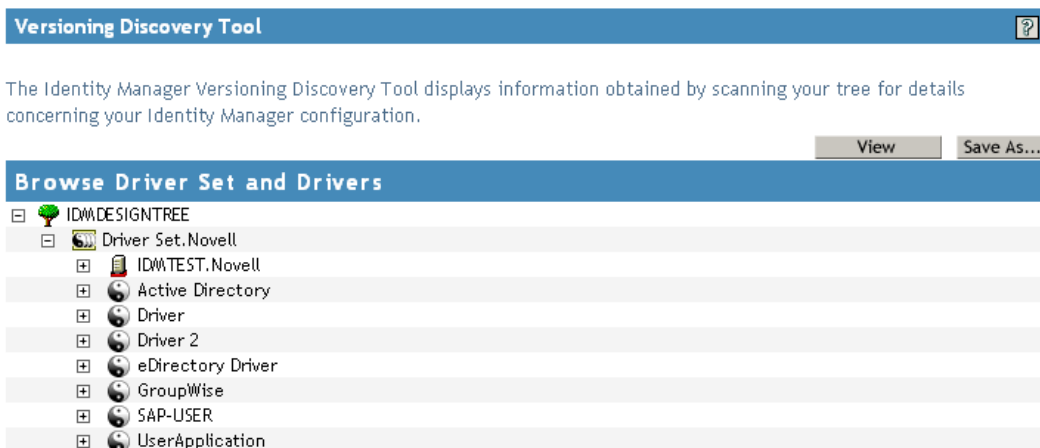 Versioning Discovery Tool
?
The Identity Manager Versioning Discovery Tool displays information obtained by scanning your tree for details
concerning your Identity Manager configuration.
View Save As...
Browse Driver Set and Drivers
IDMDESIGNTREE
Driver Set.Novell
IDMTEST.Novell
Active Directory
Driver
Driver 2
eDirectory Driver
GroupWise
SAP-USER
UserApplication